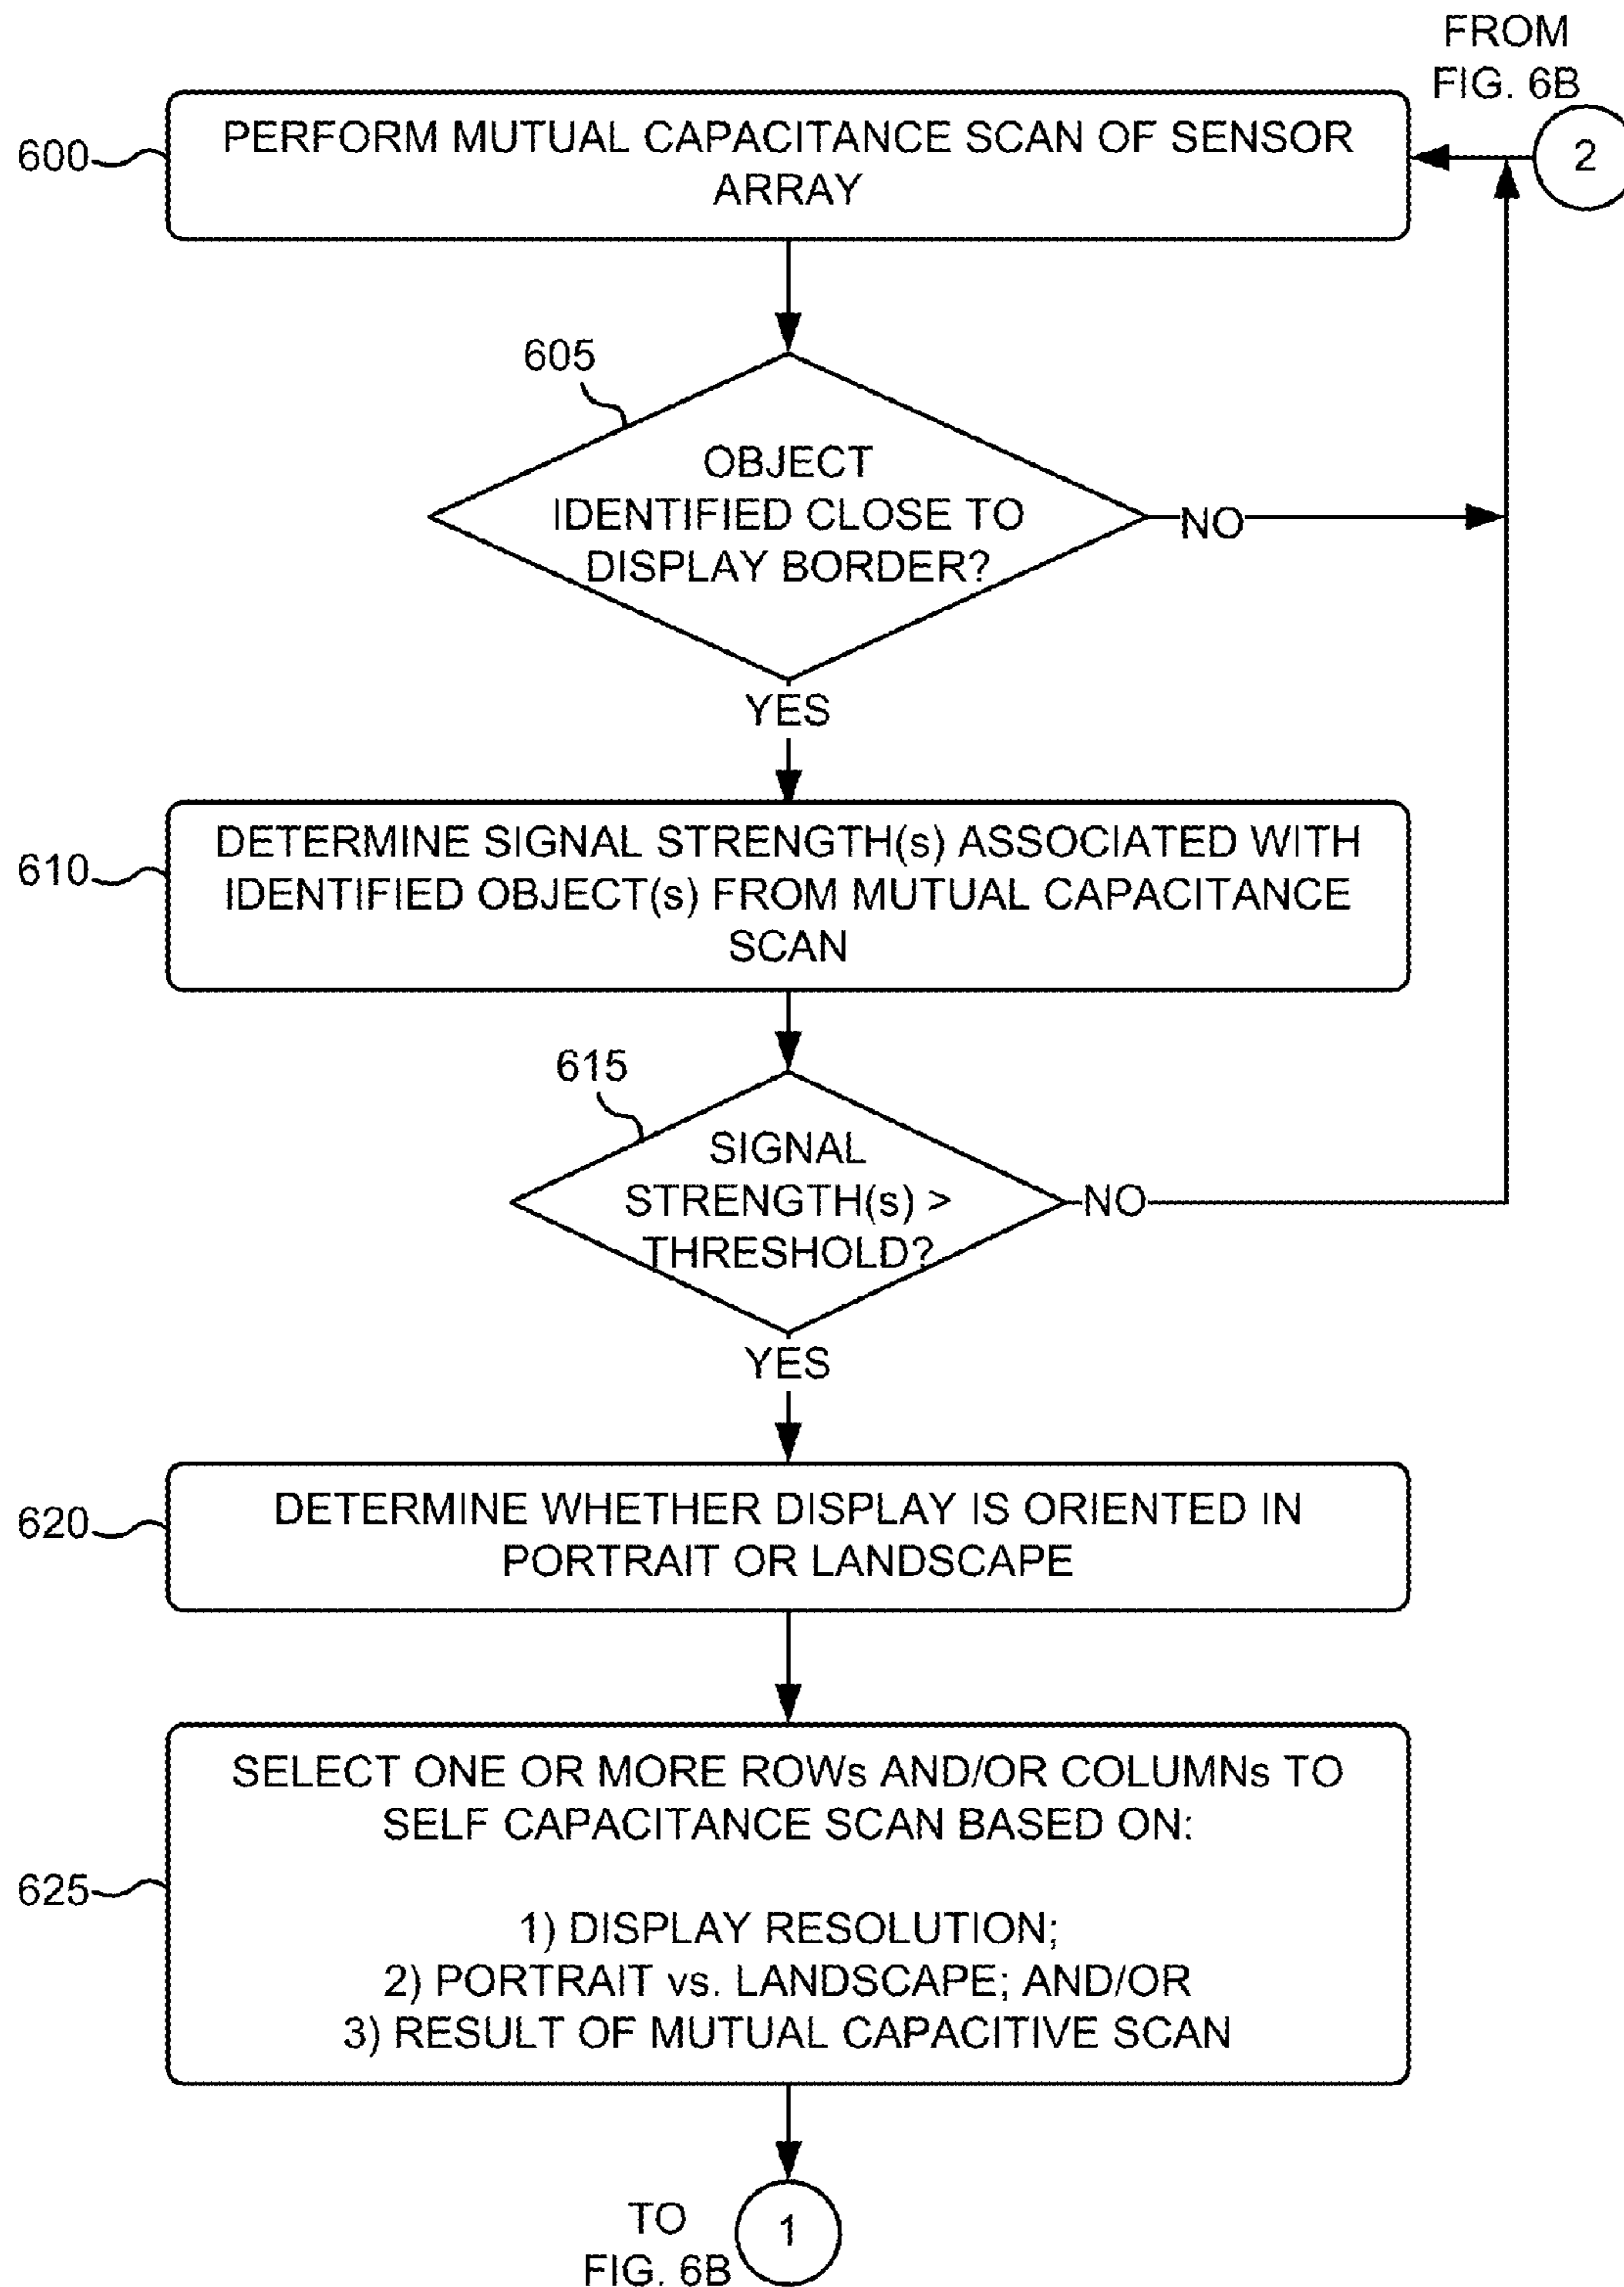 FROM
FIG. 6B
2
600
PERFORM MUTUAL CAPACITANCE SCAN OF SENSOR
ARRAY
605
OBJECT
IDENTIFIED CLOSE TO
DISPLAY BORDER?
NO
YES
610
DETERMINE SIGNAL STRENGTH(s) ASSOCIATED WITH
IDENTIFIED OBJECT(s) FROM MUTUAL CAPACITANCE
SCAN
615
SIGNAL
STRENGTH(s) >
THRESHOLD?
NO
YES
620
DETERMINE WHETHER DISPLAY IS ORIENTED IN
PORTRAIT OR LANDSCAPE
625
SELECT ONE OR MORE ROWs AND/OR COLUMNs TO
SELF CAPACITANCE SCAN BASED ON:
1) DISPLAY RESOLUTION;
2) PORTRAIT vs. LANDSCAPE; AND/OR
3) RESULT OF MUTUAL CAPACITIVE SCAN
TO
FIG. 6B
1